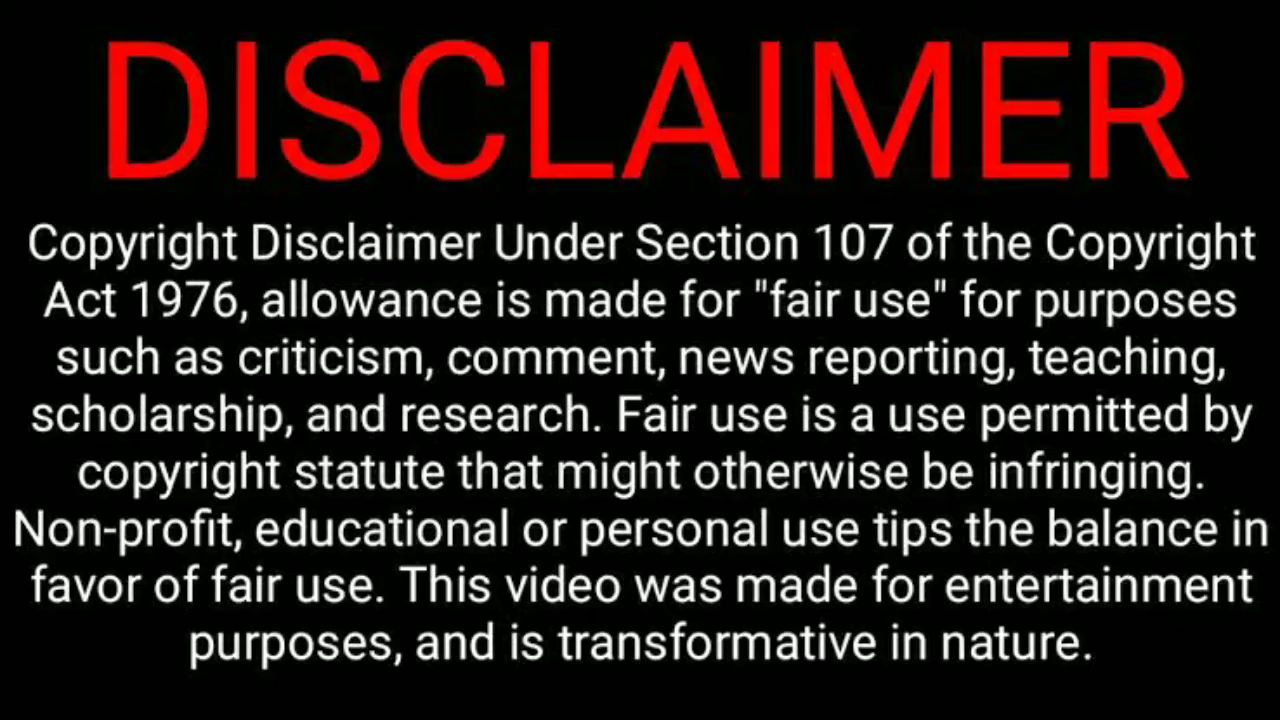 DISCLAIMER
Copyright Disclaimer Under Section 107 of the Copyright
Act 1976, allowance is made for "fair use" for purposes
such as criticism, comment, news reporting, teaching,
scholarship, and research. Fair use is a use permitted by
copyright statute that might otherwise be infringing.
Non-profit, educational or personal use tips the balance in
favor of fair use. This video was made for entertainment
purposes, and is transformative in nature.